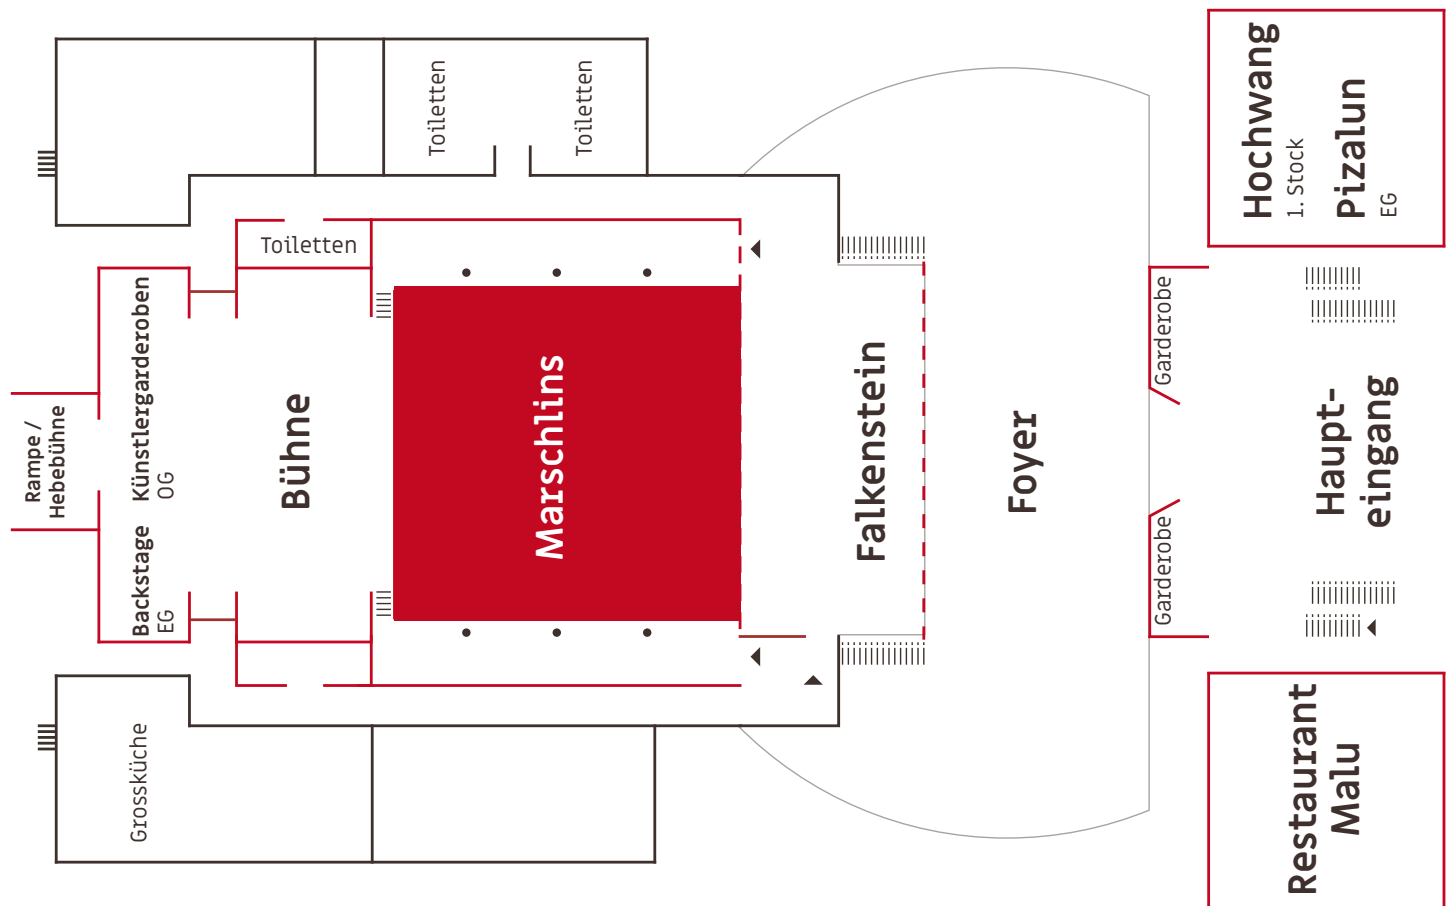 Rampe /
Hebebühne
Künstlergarderoben
OG
Backstage
EG
Grossküche
Toiletten
Bühne
Toiletten
Toiletten
Marschlins
Falkenstein
Foyer
Garderobe
Garderobe
Hochwang
1. Stock
Pizalun
EG
Haupt-
eingang
Restaurant
Malu